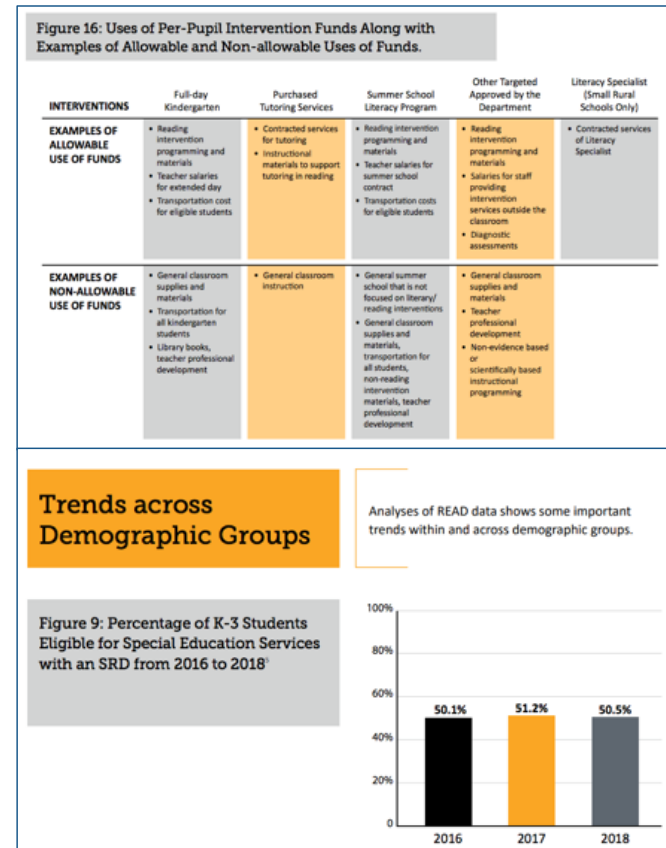 Figure 16: Uses of Per-Pupil Intervention Funds Along with
Examples of Allowable and Non-allowable Uses of Funds.
INTERVENTIONS
Full-day
Kindergarten
Purchased
Tutoring Services
Summer School
Literacy Program
Other Targeted
Approved by the
Department
Literacy Specialist
(Small Rural
Schools Only)
EXAMPLES OF
ALLOWABLE
USE OF FUNDS
• Reading
intervention
programming and
materials
• Teacher salaries
for extended day
• Transportation cost
for eligible students
• Contracted services
for tutoring
• Instructional
materials to support
tutoring in reading
• Reading intervention
programming and
materials
• Teacher salaries for
summer school
contract
• Transportation costs
for eligible students
• Reading
intervention
programming and
materials
• Salaries for staff
providing
intervention
services outside the
classroom
• Diagnostic
assessments
• Contracted services
of Literacy
Specialist
EXAMPLES OF
NON-ALLOWABLE
USE OF FUNDS
• General classroom
supplies and
materials
• Transportation for
all kindergarten
students
• Library books,
teacher professional
development
• General classroom
instruction
• General summer
school that is not
focused on literary/
reading interventions
• General classroom
supplies and
materials,
transportation for
all students,
non-reading
intervention
materials, teacher
professional
development
• General classroom
supplies and
materials
• Teacher
professional
development
• Non-evidence based
or
scientifically based
instructional
programming
Trends across
Demographic Groups
Analyses of READ data shows some important
trends within and across demographic groups.
Figure 9: Percentage of K-3 Students
Eligible for Special Education Services
with an SRD from 2016 to 2018
100%
80%
60%
40%
20%
0
50.1%
51.2%
50.5%
2016
2017
2018